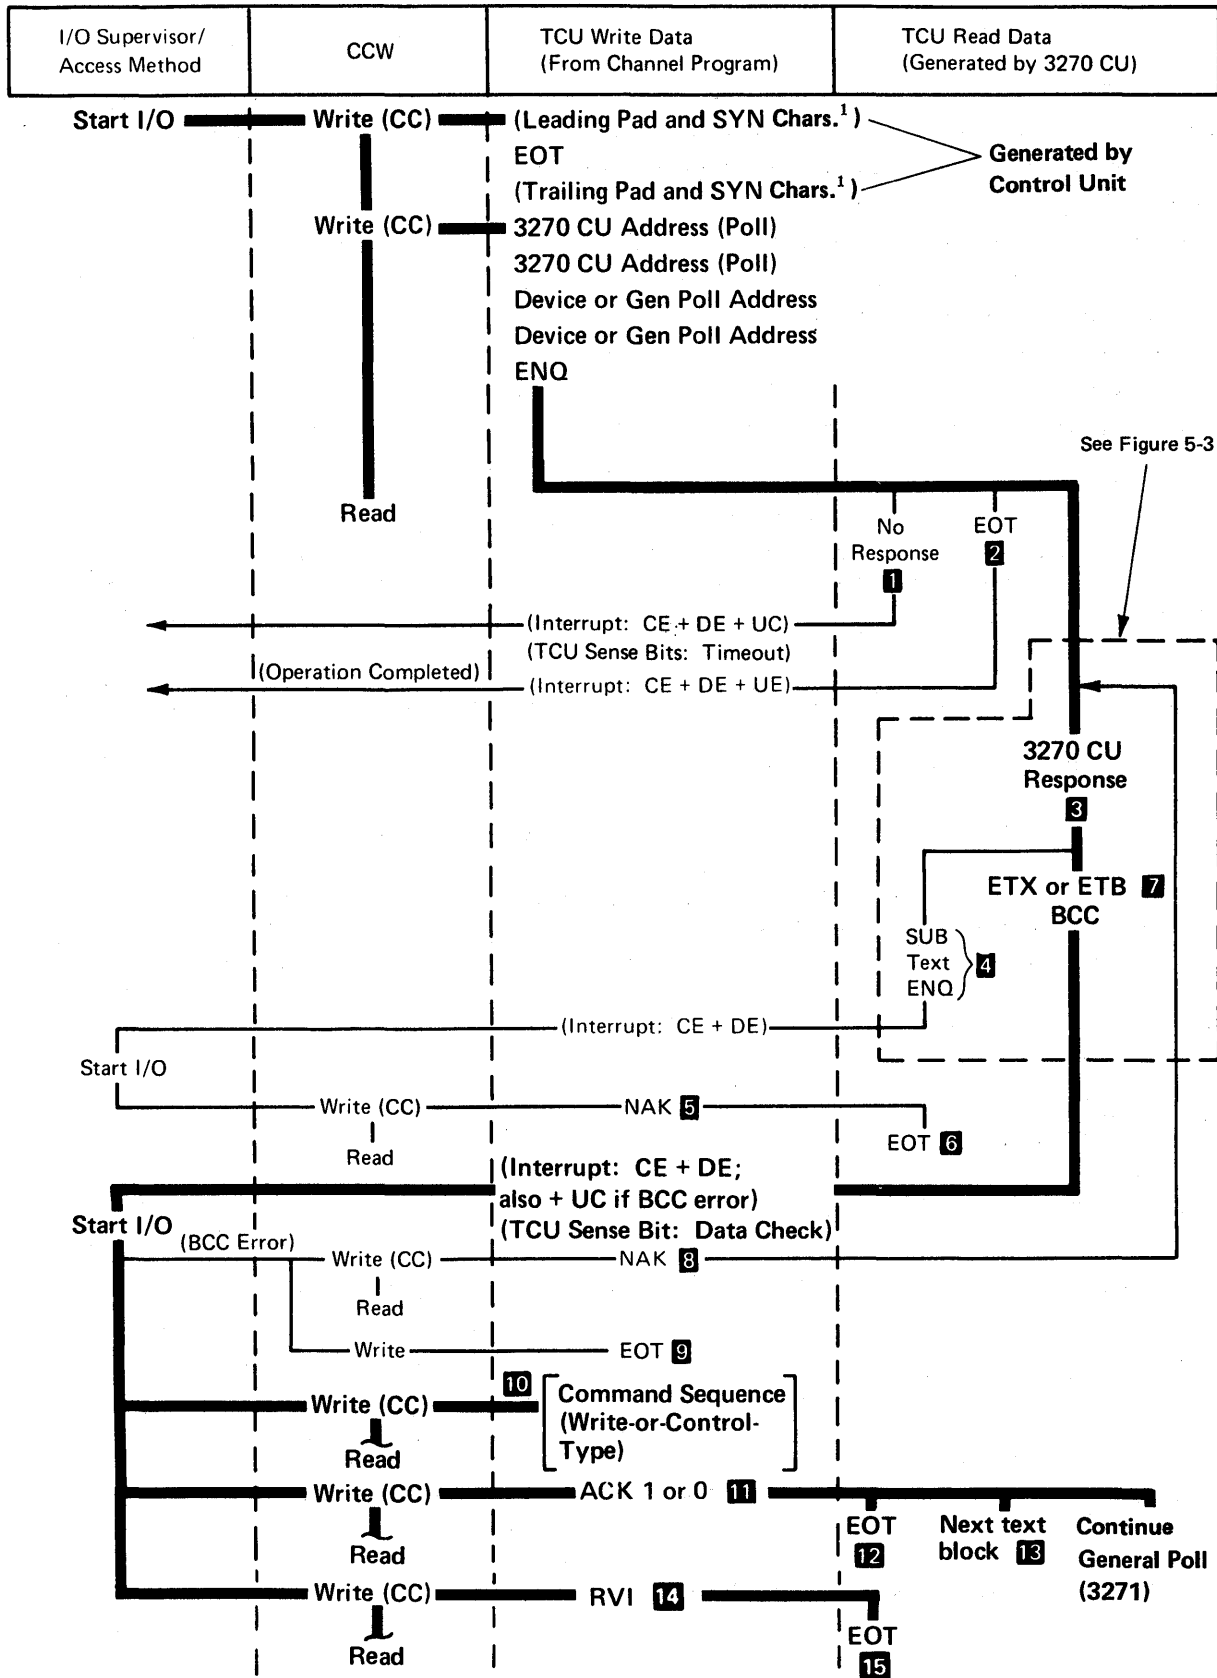 I/O Supervisor/
Access Method
CCW
TCU Write Data
(From Channel Program)
TCU Read Data
(Generated by 3270 CU)
Start I/O
Write (CC)
(Leading Pad and SYN Chars.1)
EOT
(Trailing Pad and SYN Chars.1)
Generated by
Control Unit
Write (CC)
3270 CU Address (Poll)
3270 CU Address (Poll)
Device or Gen Poll Address
Device or Gen Poll Address
ENQ
See Figure 5-3
Read
No
Response
1
EOT
2
(Interrupt: CE + DE + UC)
(TCU Sense Bits: Timeout)
(Operation Completed)
(Interrupt: CE + DE + UE)
3270 CU
Response
3
ETX or ETB 7
BCC
SUB
Text
ENQ
4
(Interrupt: CE + DE)
Start I/O
Write (CC)
NAK 5
Read
EOT 6
(Interrupt: CE + DE;
also + UC if BCC error)
(TCU Sense Bit: Data Check)
Start I/O
(BCC Error)
Write (CC)
NAK 8
Read
Write
EOT 9
Write (CC)
10
Command Sequence
(Write-or-Control-
Type)
Read
Write (CC)
ACK 1 or 0 11
Read
EOT
12
Next text
block 13
Continue
General Poll
(3271)
Write (CC)
RVI 14
Read
EOT
15